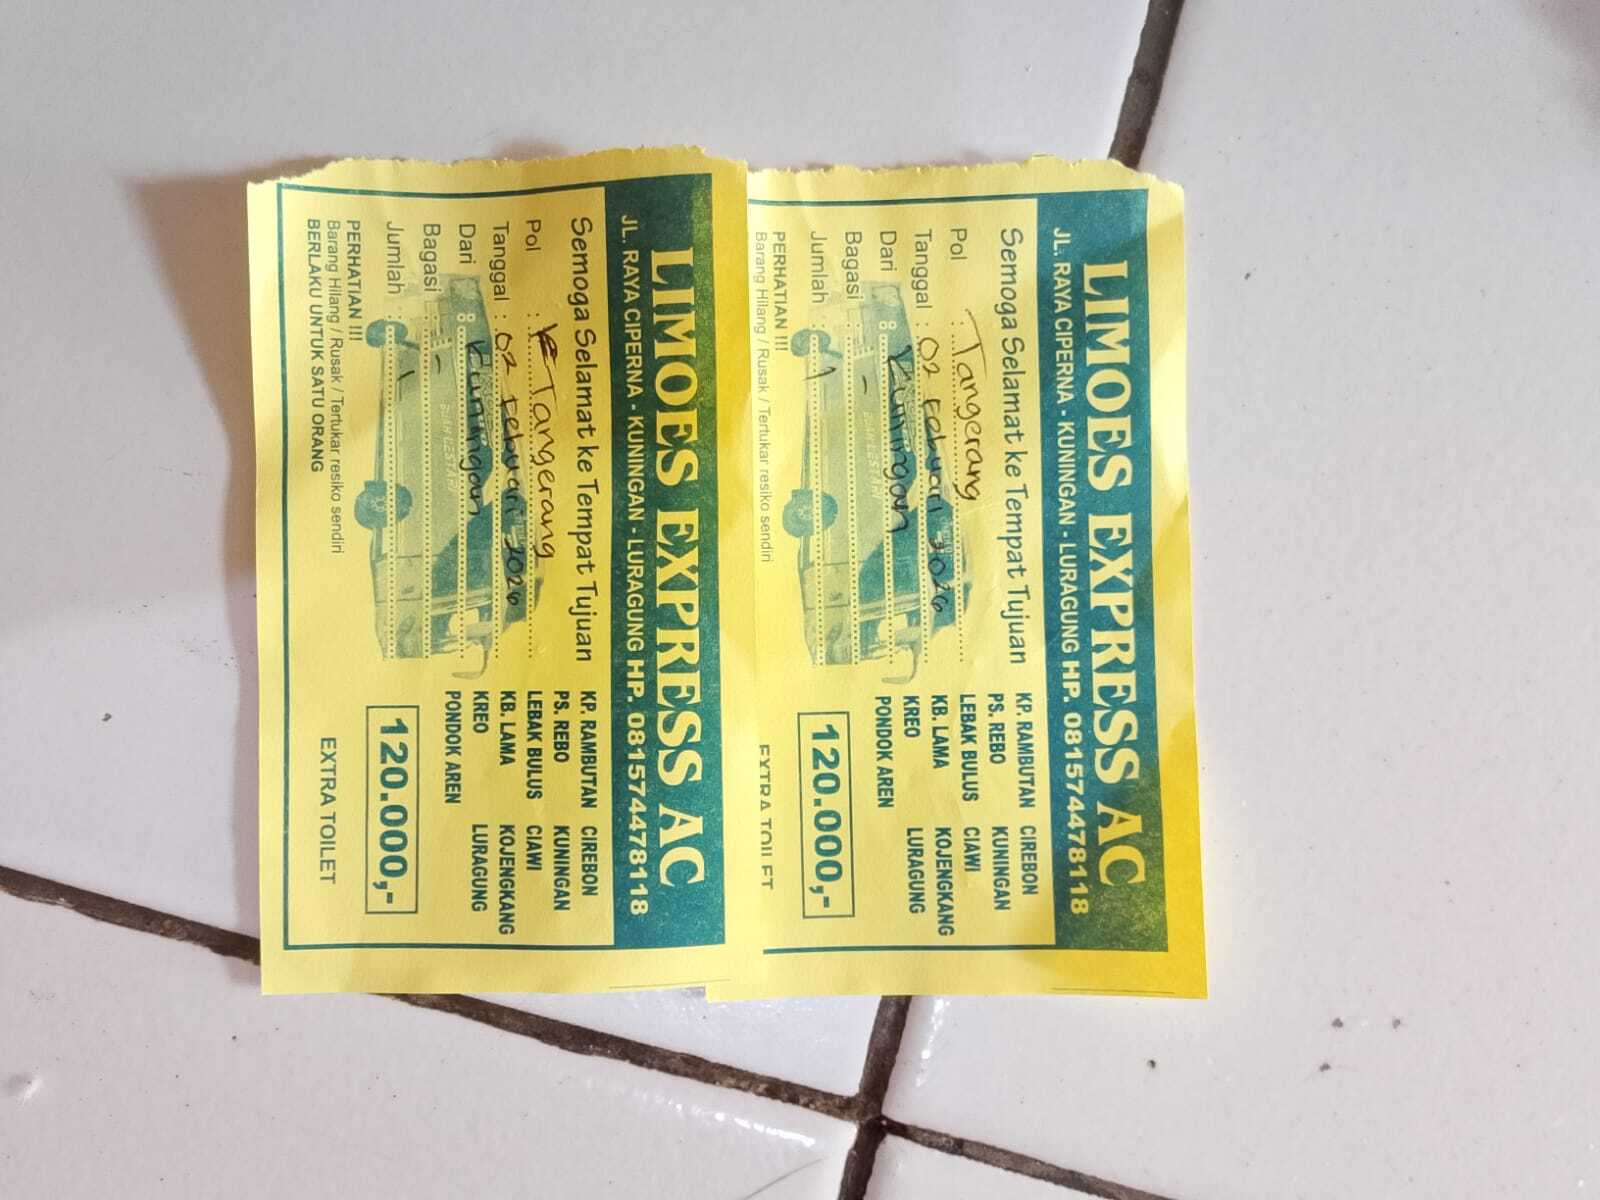 LIMOES EXPRESS AC
JL. RAYA CIPERNA - KUNINGAN - LURAGUNG HP. 081574478118
Semoga Selamat ke Tempat Tujuan
Pol : Tangerang
Tanggal : 02 Februari 2026
Dari : Kuningan
Bagasi : -
Jumlah : 1
KP. RAMBUTAN CIREBON
PS. REBO KUNINGAN
LEBAK BULUS CIAWI
KB. LAMA KOJENGKANG
KREO LURAGUNG
PONDOK AREN
120.000,-
PERHATIAN !!!
Barang Hilang / Rusak / Tertukar resiko sendiri
EXTRA TOILET
LIMOES EXPRESS AC
JL. RAYA CIPERNA - KUNINGAN - LURAGUNG HP. 081574478118
Semoga Selamat ke Tempat Tujuan
Pol : Tangerang
Tanggal : 02 Februari 2026
Dari : Kuningan
Bagasi : -
Jumlah : 1
KP. RAMBUTAN CIREBON
PS. REBO KUNINGAN
LEBAK BULUS CIAWI
KB. LAMA KOJENGKANG
KREO LURAGUNG
PONDOK AREN
120.000,-
PERHATIAN !!!
Barang Hilang / Rusak / Tertukar resiko sendiri
BERLAKU UNTUK SATU ORANG
EXTRA TOILET